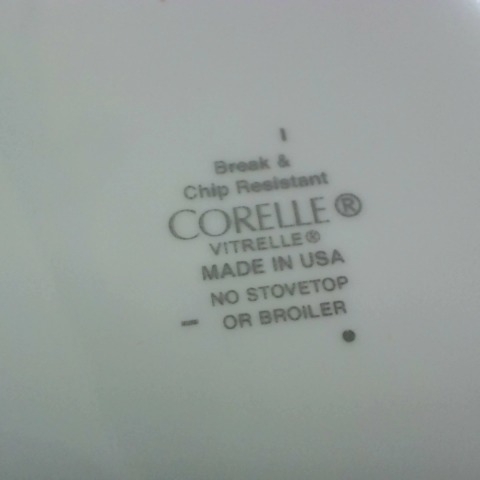 Break &
Chip Resistant
CORELLE®
VITRELLE®
MADE IN USA
NO STOVETOP
OR BROILER